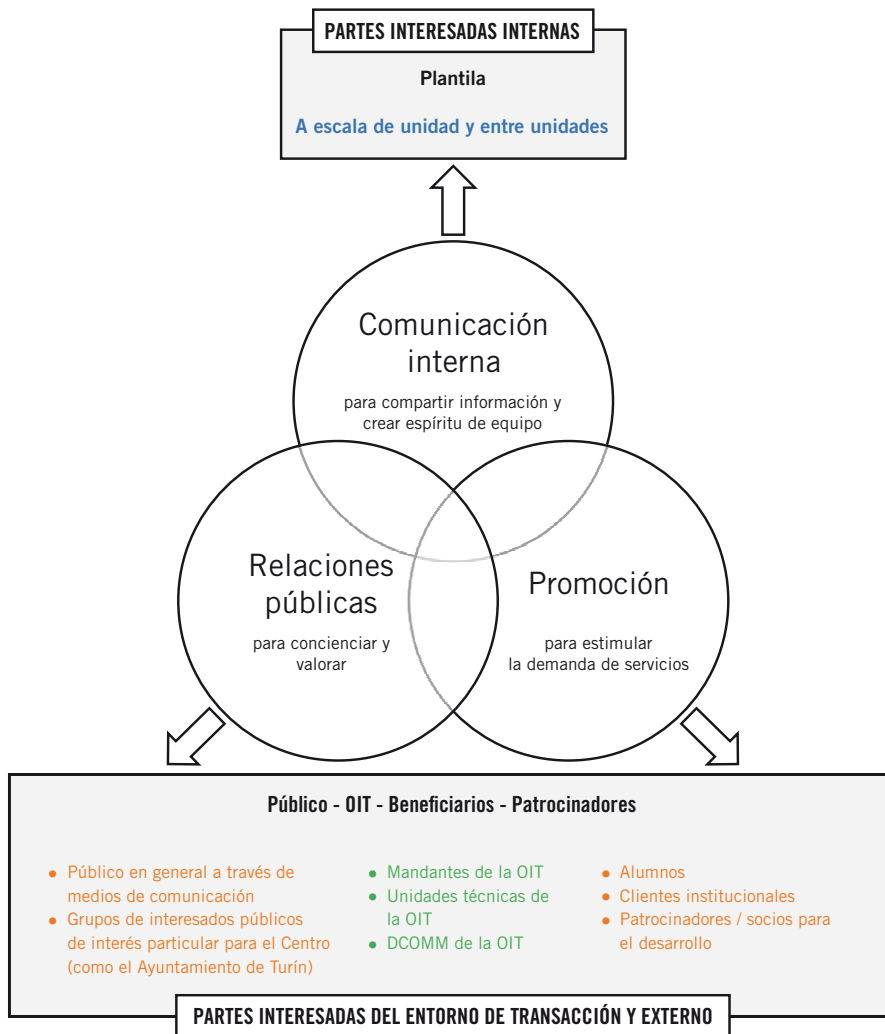 PARTES INTERESADAS INTERNAS
Plantila
A escala de unidad y entre unidades
Comunicación
interna
para compartir información y
crear espíritu de equipo
Relaciones
públicas
para concienciar y
valorar
Promoción
para estimular
la demanda de servicios
Público - OIT - Beneficiarios - Patrocinadores
● Público en general a través de
medios de comunicación
● Grupos de interesados públicos
de interés particular para el Centro
(como el Ayuntamiento de Turín)
● Mandantes de la OIT
● Unidades técnicas de
la OIT
● DCOMM de la OIT
● Alumnos
● Clientes institucionales
● Patrocinadores / socios para
el desarrollo
PARTES INTERESADAS DEL ENTORNO DE TRANSACCIÓN Y EXTERNO